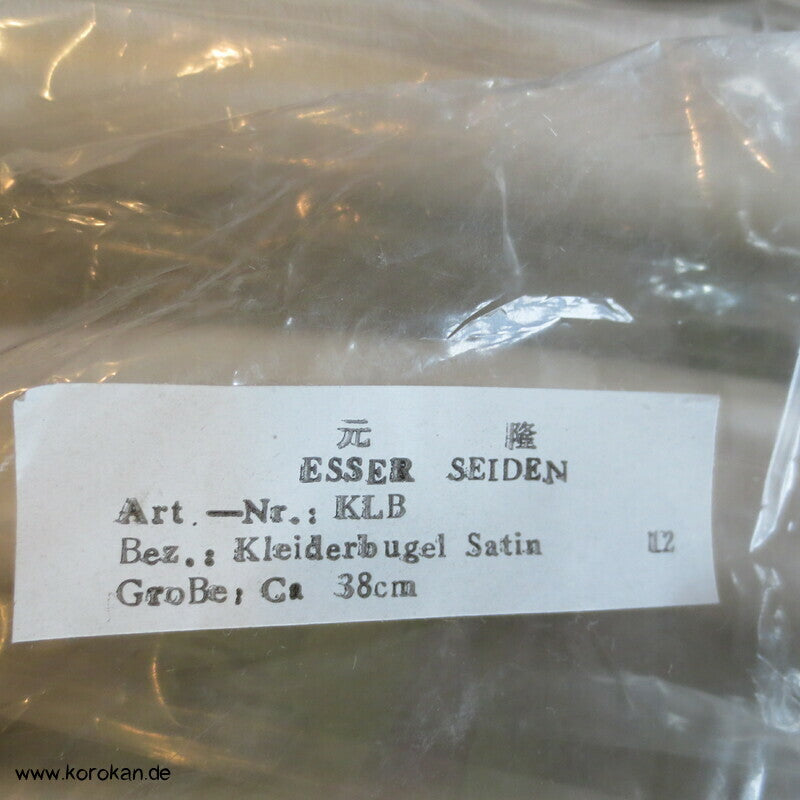 元 隆
ESSER SEIDEN
Art. —Nr.: KLB
Bez.: Kleiderbugel Satin 12
GroBe: Ca 38cm
www.korokan.de